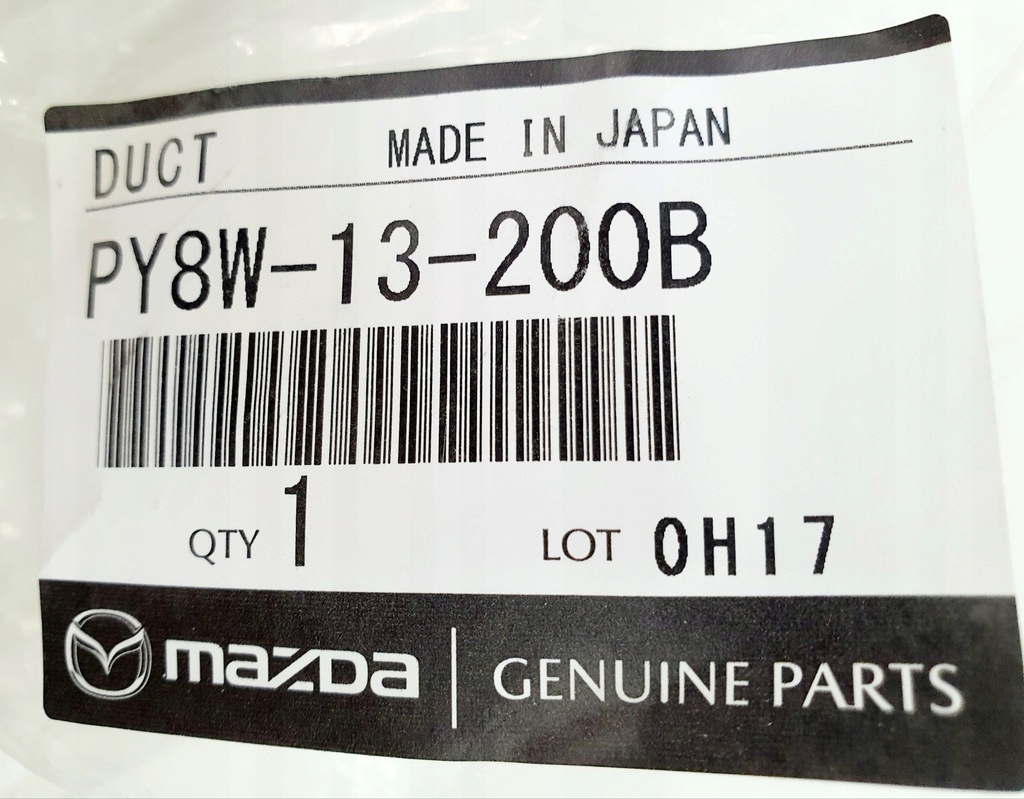 DUCT MADE IN JAPAN
PY8W-13-200B
QTY 1 LOT 0H17
mazda GENUINE PARTS